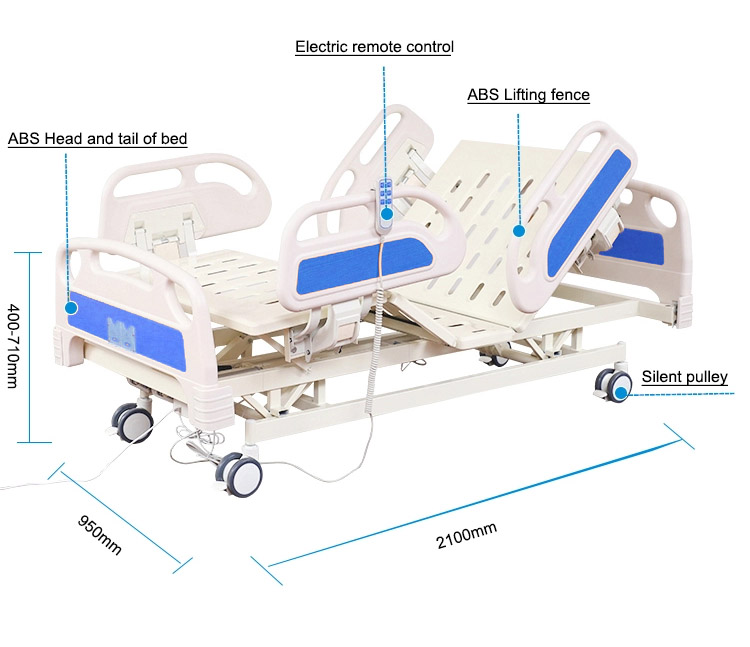 Electric remote control
ABS Lifting fence
ABS Head and tail of bed
400-710mm
Silent pulley
950mm
2100mm